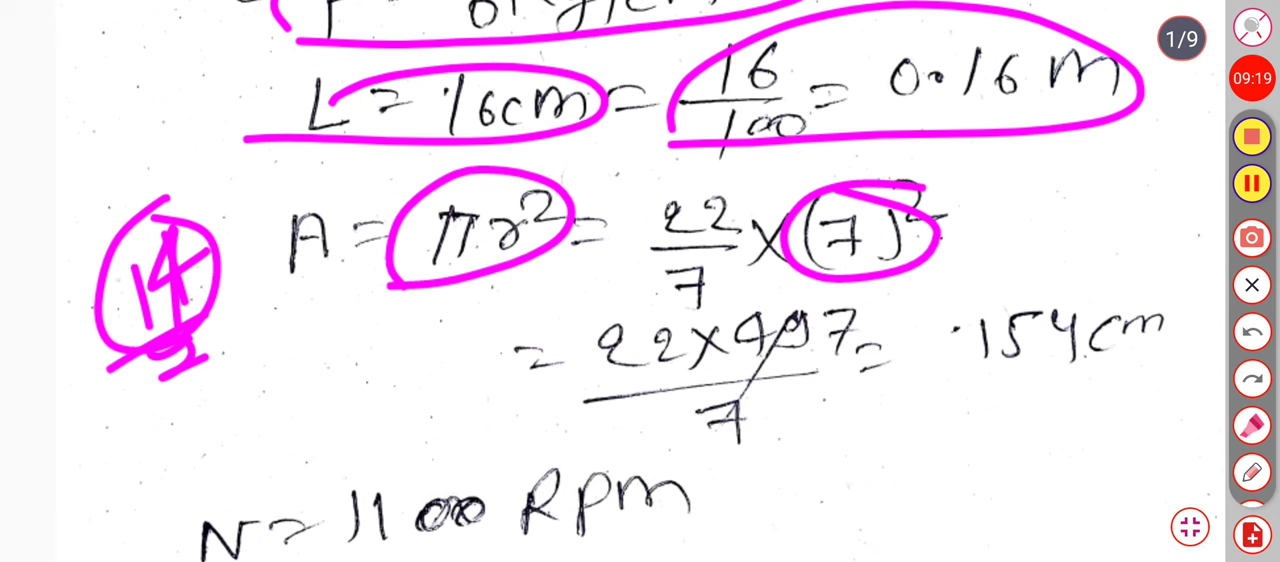 1/9
09:19
L = 16cm = 16/100 = 0.16 m
14
A = πr² = 22/7 × (7)²
= 22×497/7 = 154cm
N = 1100 Rpm